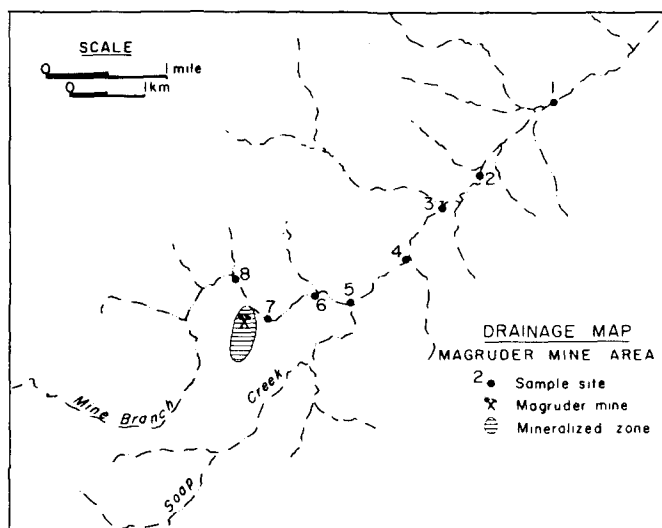 SCALE
0 1 mile
0 1 km
1
2
3
4
5
6
7
8
DRAINAGE MAP
MAGRUDER MINE AREA
2 Sample site
Magruder mine
Mineralized zone
Mine Branch
Soap Creek